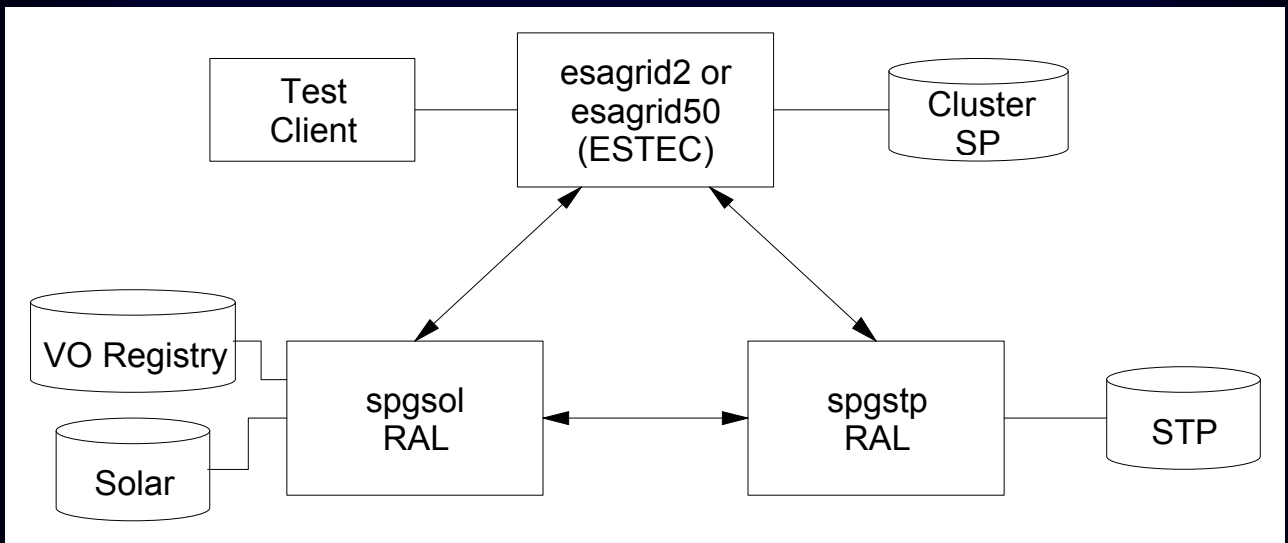 Test
Client
esagrid2 or
esagrid50
(ESTEC)
Cluster
SP
VO Registry
Solar
spgsol
RAL
spgstp
RAL
STP